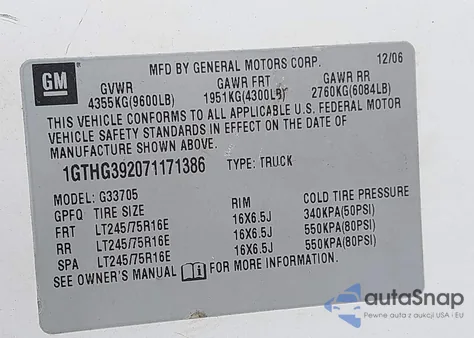 MFD BY GENERAL MOTORS CORP. 12/06
GM
GVWR GAWR FRT GAWR RR
4355KG(9600LB) 1951KG(4300LB) 2760KG(6084LB)
THIS VEHICLE CONFORMS TO ALL APPLICABLE U.S. FEDERAL MOTOR
VEHICLE SAFETY STANDARDS IN EFFECT ON THE DATE OF
MANUFACTURE SHOWN ABOVE.
1GTHG392071171386 TYPE: TRUCK
MODEL: G33705
GPFQ TIRE SIZE RIM COLD TIRE PRESSURE
FRT LT245/75R16E 16X6.5J 340KPA(50PSI)
RR LT245/75R16E 16X6.5J 550KPA(80PSI)
SPA LT245/75R16E 16X6.5J 550KPA(80PSI)
SEE OWNER'S MANUAL FOR MORE INFORMATION.
autaSnap
Pewne auta z aukcji USA · EU